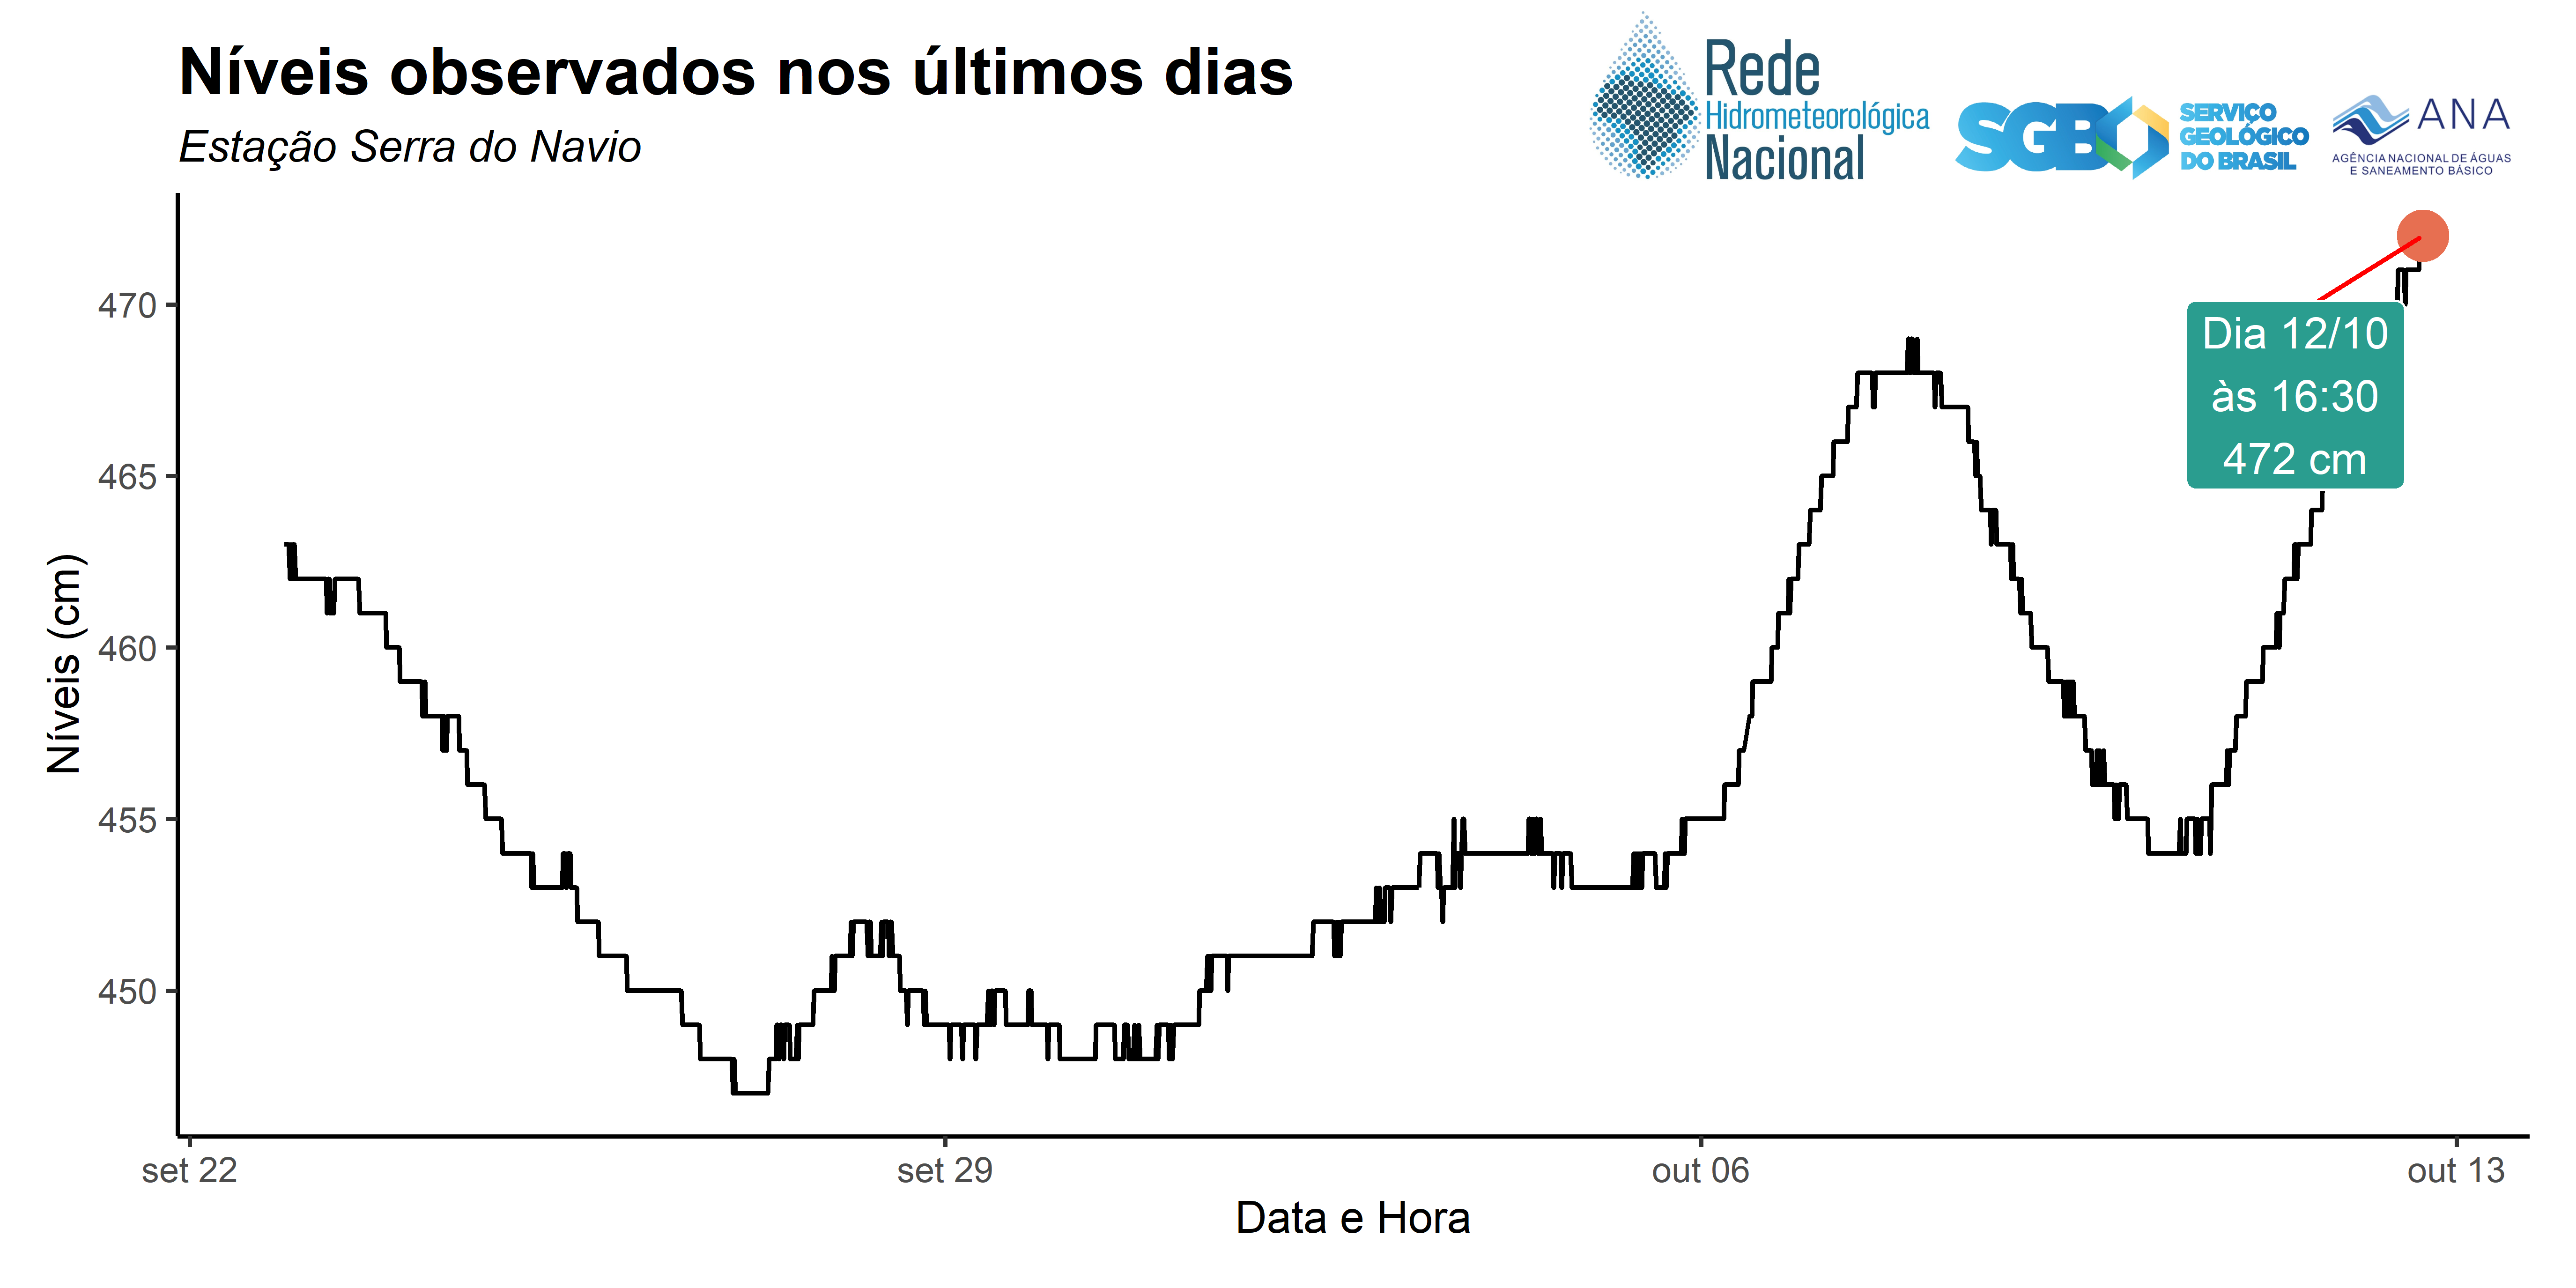 Níveis observados nos últimos dias
Estação Serra do Navio
Rede
Hidrometeorológica
Nacional
SGB
SERVIÇO
GEOLÓGICO
DO BRASIL
ANA
AGÊNCIA NACIONAL DE ÁGUAS
E SANEAMENTO BÁSICO
Níveis (cm)
470
465
460
455
450
Dia 12/10
às 16:30
472 cm
set 22
set 29
out 06
out 13
Data e Hora